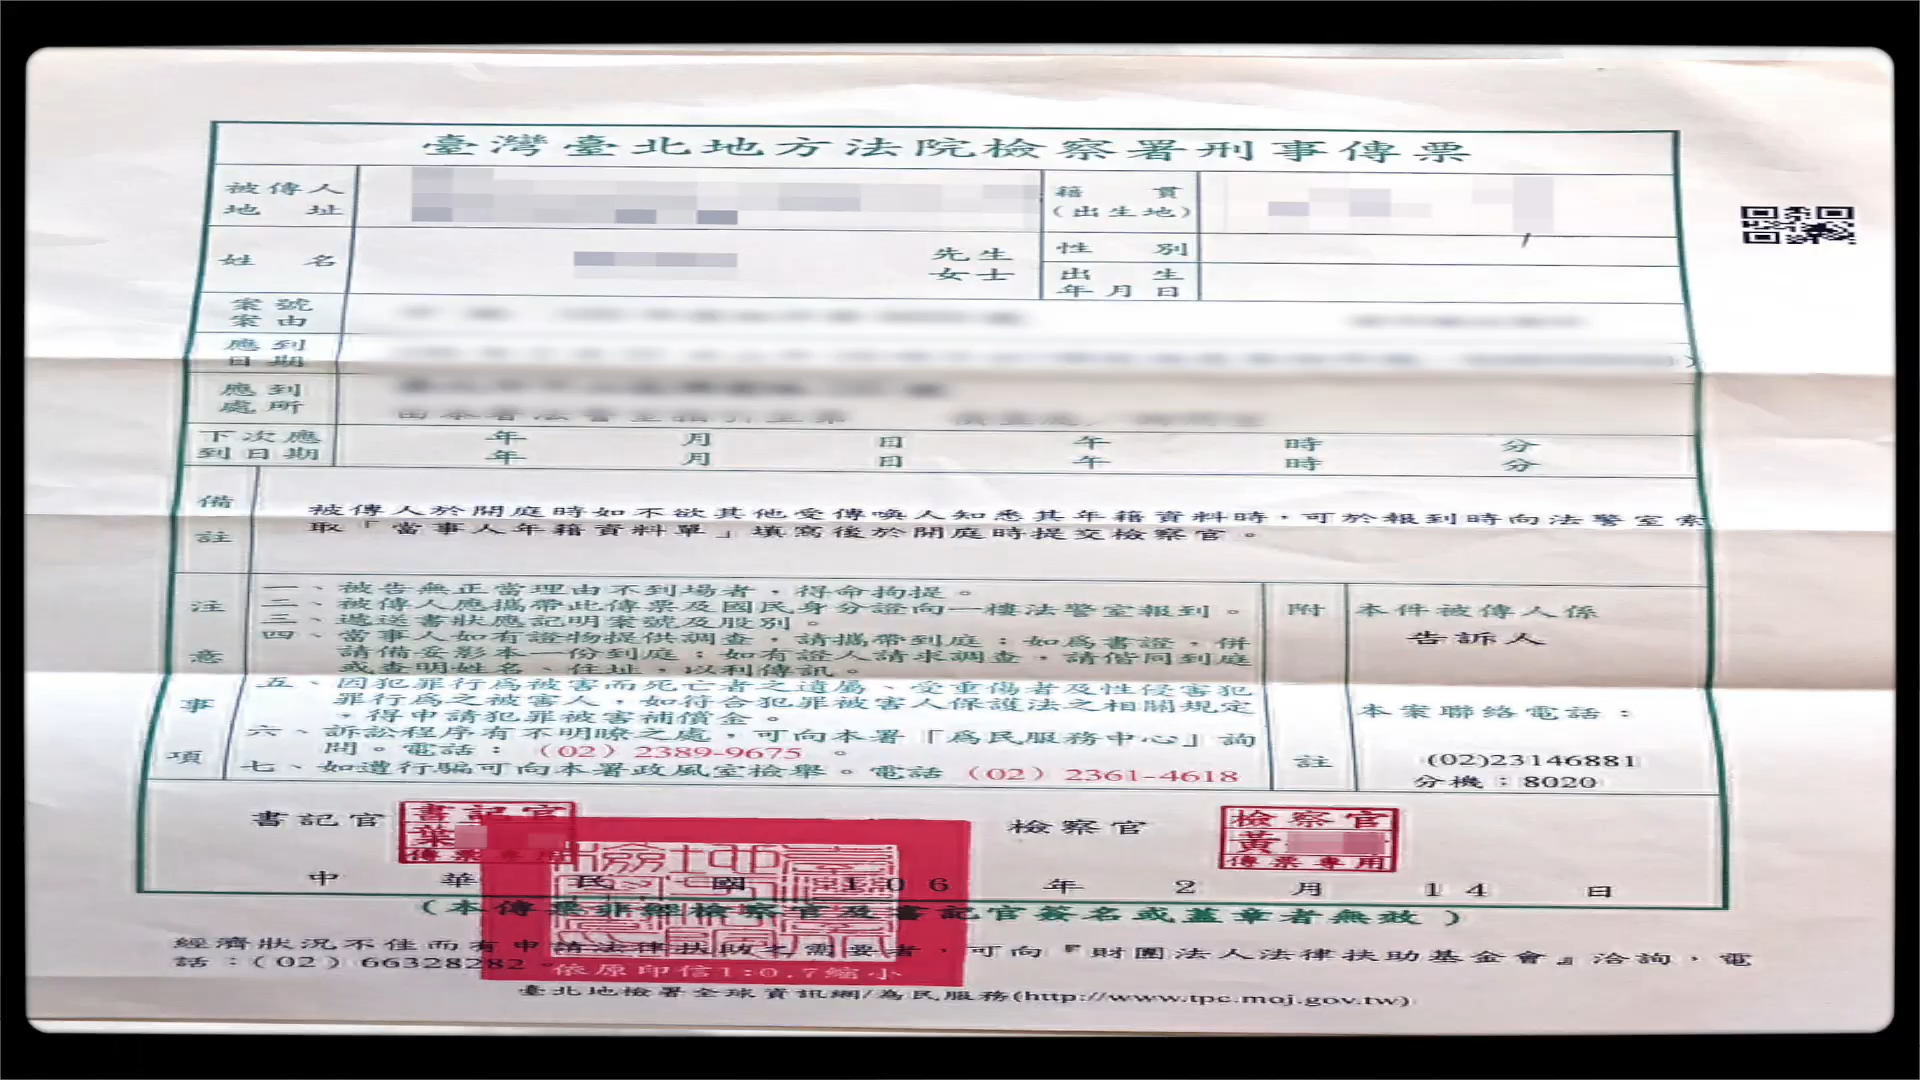 臺灣臺北地方法院檢察署刑事傳票
被傳人
地址
籍貫
(出生地)
姓名
先生
女士
性別
出生
年月日
案號
案由
應到
日期
應到
處所
下次應
到日期
年 月 日 午 時 分
年 月 日 午 時 分
備註
被傳人於開庭時如不欲其他受傳喚人知悉其年籍資料時,可於報到時向法警室索
取「當事人年籍資料單」填寫後於開庭時提交檢察官。
注意事項
一、被告無正當理由不到場者,得命拘提。
二、被傳人應攜帶此傳票及國民身分證向一樓法警室報到。
三、遞送書狀應記明案號及股別。
四、當事人如有證物提供調查,請攜帶到庭;如為書證,併
請備妥影本一份到庭;如有證人請求調查,請偕同到庭
或查明姓名、住址,以利傳訊。
五、因犯罪行為被害而死亡者之遺屬、受重傷者及性侵害犯
罪行為之被害人,如符合犯罪被害人保護法之相關規定
,得申請犯罪被害補償金。
六、訴訟程序有不明瞭之處,可向本署「為民服務中心」詢
問。電話:(02)2389-9675。
七、如遭行騙可向本署政風室檢舉。電話(02)2361-4618
附註
本件被傳人係
告訴人
本案聯絡電話:
(02)23146881
分機:8020
書記官
書記官
葉
傳票專用
檢察官
檢察官
黃
傳票專用
中華民國106年2月14日
(本傳票非經檢察官及書記官簽名或蓋章者無效)
經濟狀況不佳而有申請法律扶助之需要者,可向『財團法人法律扶助基金會』洽詢,電
話:(02)66328282。
依原印信1:0.7縮小
臺北地檢署全球資訊網/為民服務(http://www.tpc.moj.gov.tw)